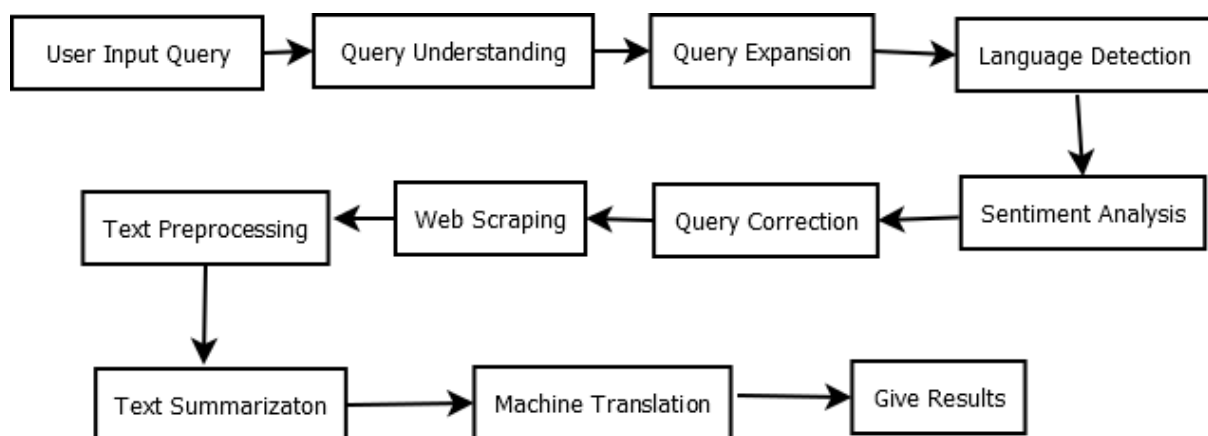 User Input Query
Query Understanding
Query Expansion
Language Detection
Sentiment Analysis
Query Correction
Web Scraping
Text Preprocessing
Text Summarizaton
Machine Translation
Give Results